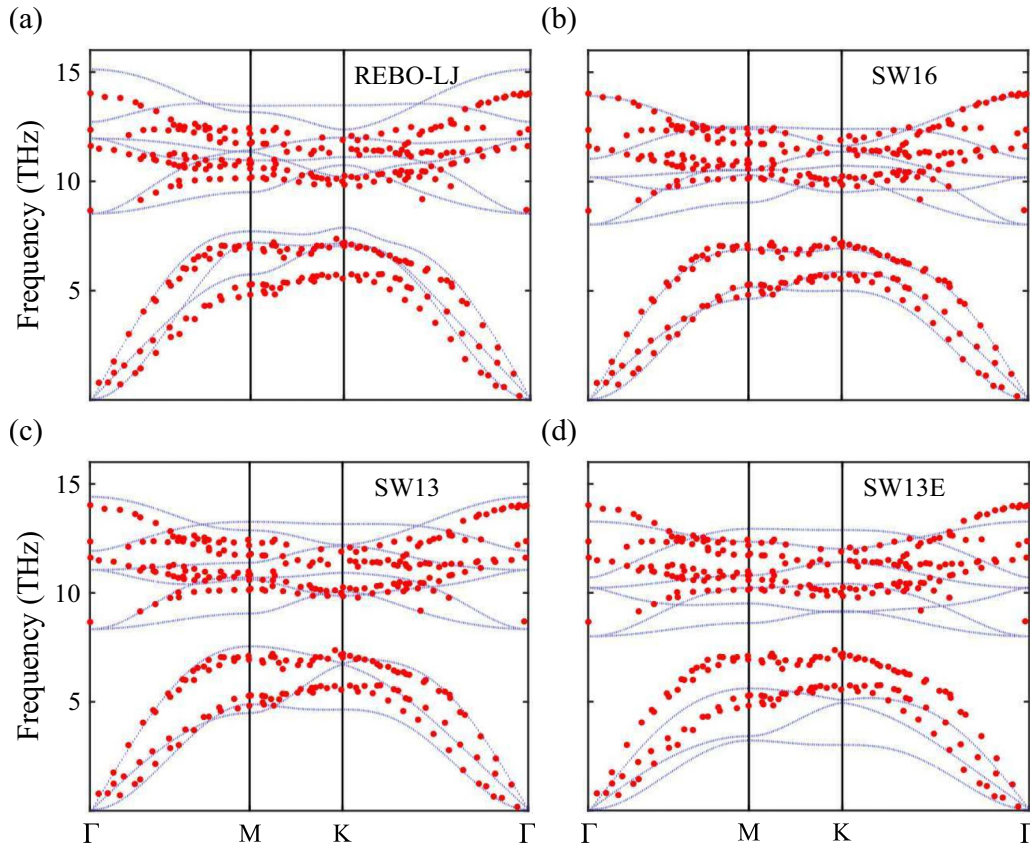 (a)
(b)
REBO-LJ
SW16
15
10
5
Frequency (THz)
(c)
(d)
SW13
SW13E
15
10
5
Frequency (THz)
Γ
M
K
Γ
Γ
M
K
Γ